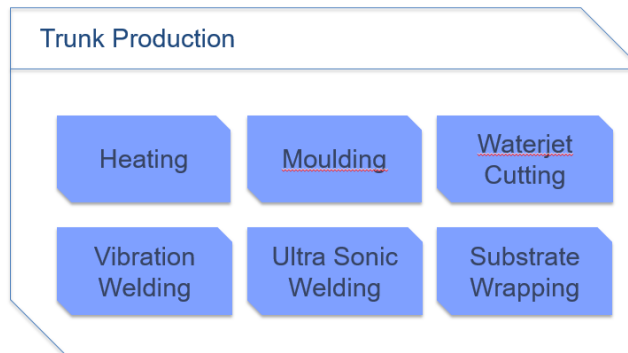 Trunk Production
Heating
Moulding
Waterjet
Cutting
Vibration
Welding
Ultra Sonic
Welding
Substrate
Wrapping